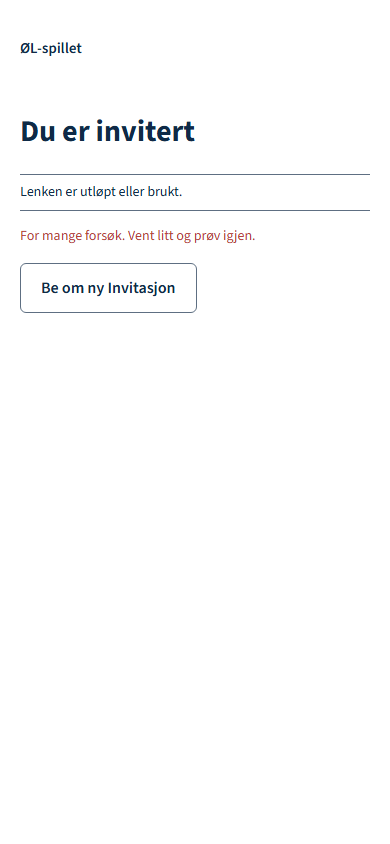 ØL-spillet
Du er invitert
Lenken er utløpt eller brukt.
For mange forsøk. Vent litt og prøv igjen.
Be om ny Invitasjon